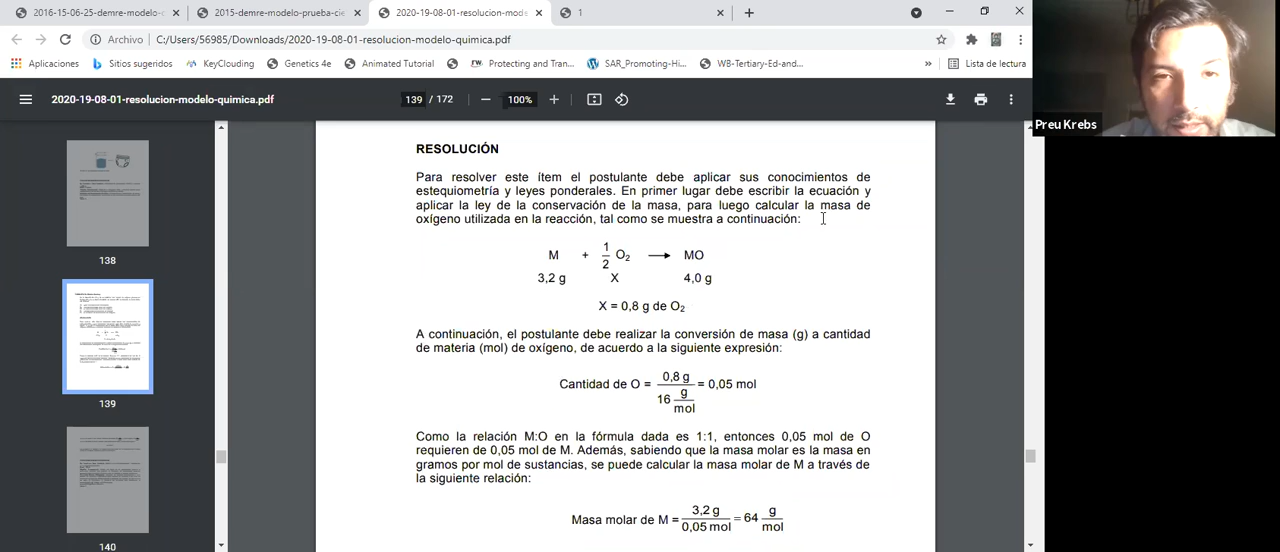 2016-15-06-25-demre-modelo-
2015-demre-modelo-prueba-cie
2020-19-08-01-resolucion-mode
1
Archivo
C:/Users/56985/Downloads/2020-19-08-01-resolucion-modelo-quimica.pdf
Aplicaciones
Sitios sugeridos
KeyClouding
Genetics 4e
Animated Tutorial
Protecting and Tran...
SAR_Promoting-Hi...
WB-Tertiary-Ed-and...
»
Lista de lectura
2020-19-08-01-resolucion-modelo-quimica.pdf
139 / 172
100%
Preu Krebs
138
139
140
RESOLUCIÓN
Para resolver este ítem el postulante debe aplicar sus conocimientos de
estequiometría y leyes ponderales. En primer lugar debe escribir la ecuación y
aplicar la ley de la conservación de la masa, para luego calcular la masa de
oxígeno utilizada en la reacción, tal como se muestra a continuación:
M + 1/2 O₂ → MO
3,2 g X 4,0 g
X = 0,8 g de O₂
A continuación, el postulante debe realizar la conversión de masa (g) a cantidad
de materia (mol) de oxígeno, de acuerdo a la siguiente expresión:
Cantidad de O = 0,8 g / 16 g/mol = 0,05 mol
Como la relación M:O en la fórmula dada es 1:1, entonces 0,05 mol de O
requieren de 0,05 mol de M. Además, sabiendo que la masa molar es la masa en
gramos por mol de sustancias, se puede calcular la masa molar de M a través de
la siguiente relación:
Masa molar de M = 3,2 g / 0,05 mol = 64 g/mol